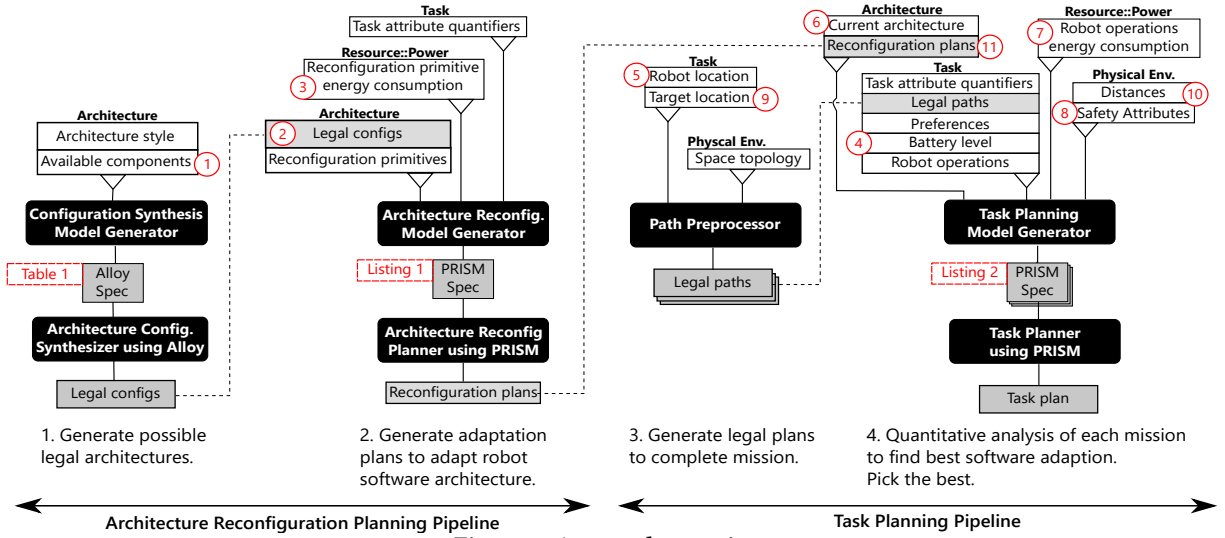 Architecture
Architecture style
Available components
1
Configuration Synthesis
Model Generator
Table 1
Alloy
Spec
Architecture Config.
Synthesizer using Alloy
Legal configs
1. Generate possible
legal architectures.
Task
Task attribute quantifiers
Resource::Power
Reconfiguration primitive
energy consumption
3
Architecture
2
Legal configs
Reconfiguration primitives
Architecture Reconfig.
Model Generator
Listing 1
PRISM
Spec
Architecture Reconfig
Planner using PRISM
Reconfiguration plans
2. Generate adaptation
plans to adapt robot
software architecture.
Architecture Reconfiguration Planning Pipeline
Task
5
Robot location
Target location
9
Physcal Env.
Space topology
Path Preprocessor
Legal paths
3. Generate legal plans
to complete mission.
Architecture
6
Current architecture
Reconfiguration plans
11
Task
Task attribute quantifiers
Legal paths
Preferences
4
Battery level
Robot operations
Resource::Power
7
Robot operations
energy consumption
Physical Env.
Distances
10
8
Safety Attributes
Task Planning
Model Generator
Listing 2
PRISM
Spec
Task Planner
using PRISM
Task plan
4. Quantitative analysis of each mission
to find best software adaption.
Pick the best.
Task Planning Pipeline